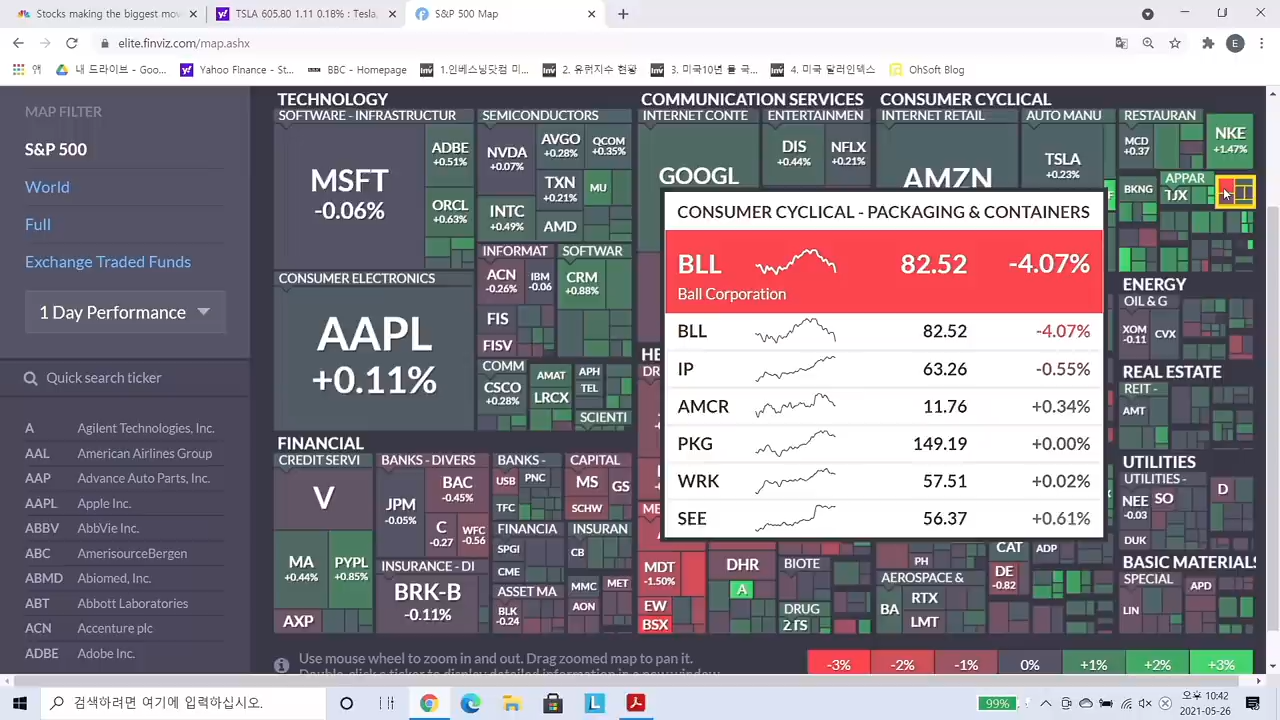 Stocks making the biggest mov
TSLA 605.80 1.11 0.18% : Tesla,
S&P 500 Map
elite.finviz.com/map.ashx
앱
내 드라이브 - Goo...
Yahoo Finance - St...
BBC - Homepage
1.인베스닝닷컴 미...
2. 유런지수 현황
3. 미국10년 물 국...
4. 미국 달러인덱스
OhSoft Blog
MAP FILTER
S&P 500
World
Full
Exchange Traded Funds
1 Day Performance
Quick search ticker
A Agilent Technologies, Inc.
AAL American Airlines Group
AAP Advance Auto Parts, Inc.
AAPL Apple Inc.
ABBV AbbVie Inc.
ABC AmerisourceBergen
ABMD Abiomed, Inc.
ABT Abbott Laboratories
ACN Accenture plc
ADBE Adobe Inc.
TECHNOLOGY
SOFTWARE - INFRASTRUCTUR
MSFT
-0.06%
ADBE
+0.51%
ORCL
+0.63%
SEMICONDUCTORS
NVDA
+0.07%
AVGO
+0.28%
QCOM
+0.35%
TXN
+0.21%
MU
INTC
+0.49%
AMD
CONSUMER ELECTRONICS
AAPL
+0.11%
INFORMAT
ACN
-0.26%
IBM
-0.06
FIS
FISV
SOFTWAR
CRM
+0.88%
COMM
CSCO
+0.28%
AMAT
LRCX
APH
TEL
SCIENTI
COMMUNICATION SERVICES
INTERNET CONTE
GOOGL
ENTERTAINMEN
DIS
+0.44%
NFLX
+0.21%
CONSUMER CYCLICAL
INTERNET RETAIL
AMZN
AUTO MANU
TSLA
+0.23%
RESTAURAN
MCD
+0.37
NKE
+1.47%
BKNG
APPAR
TJX
CONSUMER CYCLICAL - PACKAGING & CONTAINERS
BLL 82.52 -4.07%
Ball Corporation
BLL 82.52 -4.07%
IP 63.26 -0.55%
AMCR 11.76 +0.34%
PKG 149.19 +0.00%
WRK 57.51 +0.02%
SEE 56.37 +0.61%
FINANCIAL
CREDIT SERVI
V
MA
+0.44%
PYPL
+0.85%
AXP
BANKS - DIVERS
JPM
-0.05%
BAC
-0.45%
C
-0.27
WFC
-0.56
INSURANCE - DI
BRK-B
-0.11%
BANKS -
USB
PNC
TFC
FINANCIA
SPGI
CME
ASSET MA
BLK
-0.24
CAPITAL
MS
GS
SCHW
INSURAN
CB
MMC
MET
AON
HE
DR
ME
MDT
-1.50%
EW
BSX
DHR
A
BIOTE
DRUG
ZTS
CAT
ADP
PH
DE
-0.82
AEROSPACE &
BA
RTX
LMT
ENERGY
OIL & G
XOM
-0.11
CVX
REAL ESTATE
REIT -
AMT
UTILITIES
UTILITIES -
NEE
-0.03
SO
D
DUK
BASIC MATERIALS
SPECIAL
APD
LIN
Use mouse wheel to zoom in and out. Drag zoomed map to pan it.
Double-click a ticker to display detailed information in a new window.
-3% -2% -1% 0% +1% +2% +3%
검색하려면 여기에 입력하십시오.
99%
오후 10:42
2021-05-26